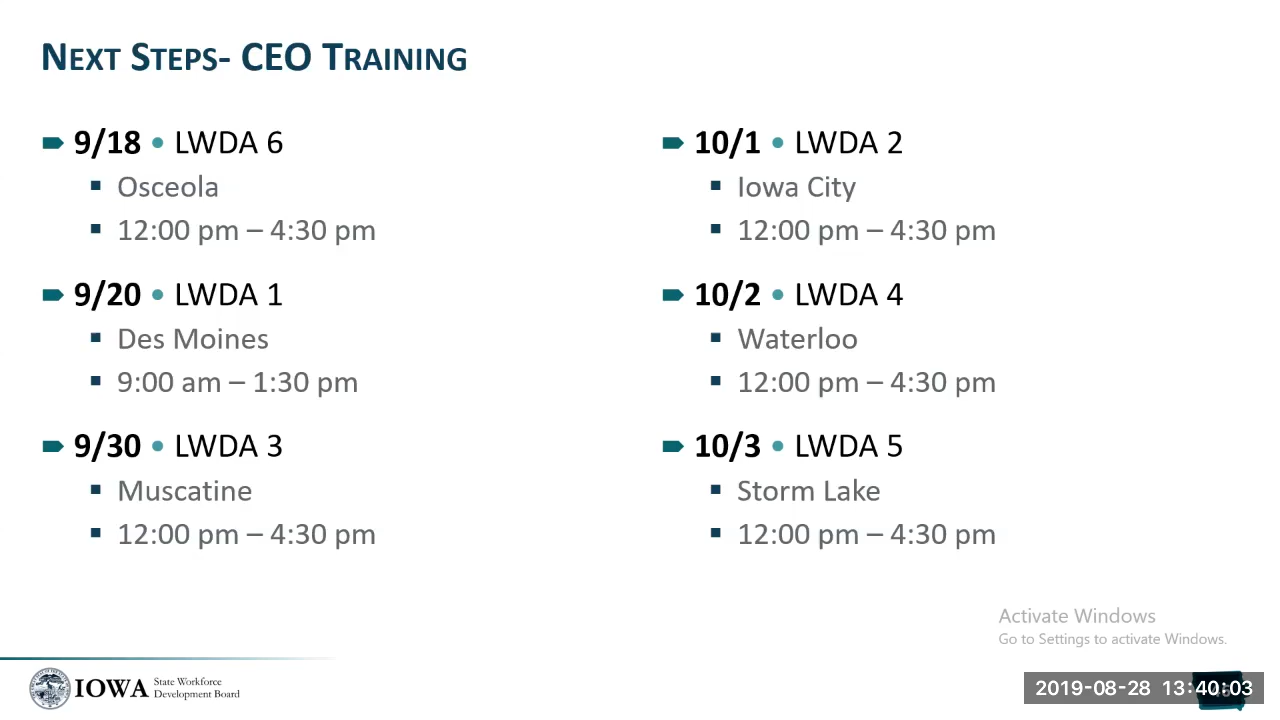 NEXT STEPS- CEO TRAINING
9/18 • LWDA 6
Osceola
12:00 pm – 4:30 pm
9/20 • LWDA 1
Des Moines
9:00 am – 1:30 pm
9/30 • LWDA 3
Muscatine
12:00 pm – 4:30 pm
10/1 • LWDA 2
Iowa City
12:00 pm – 4:30 pm
10/2 • LWDA 4
Waterloo
12:00 pm – 4:30 pm
10/3 • LWDA 5
Storm Lake
12:00 pm – 4:30 pm
Activate Windows
Go to Settings to activate Windows.
IOWA State Workforce
Development Board
2019-08-28 13:40:03